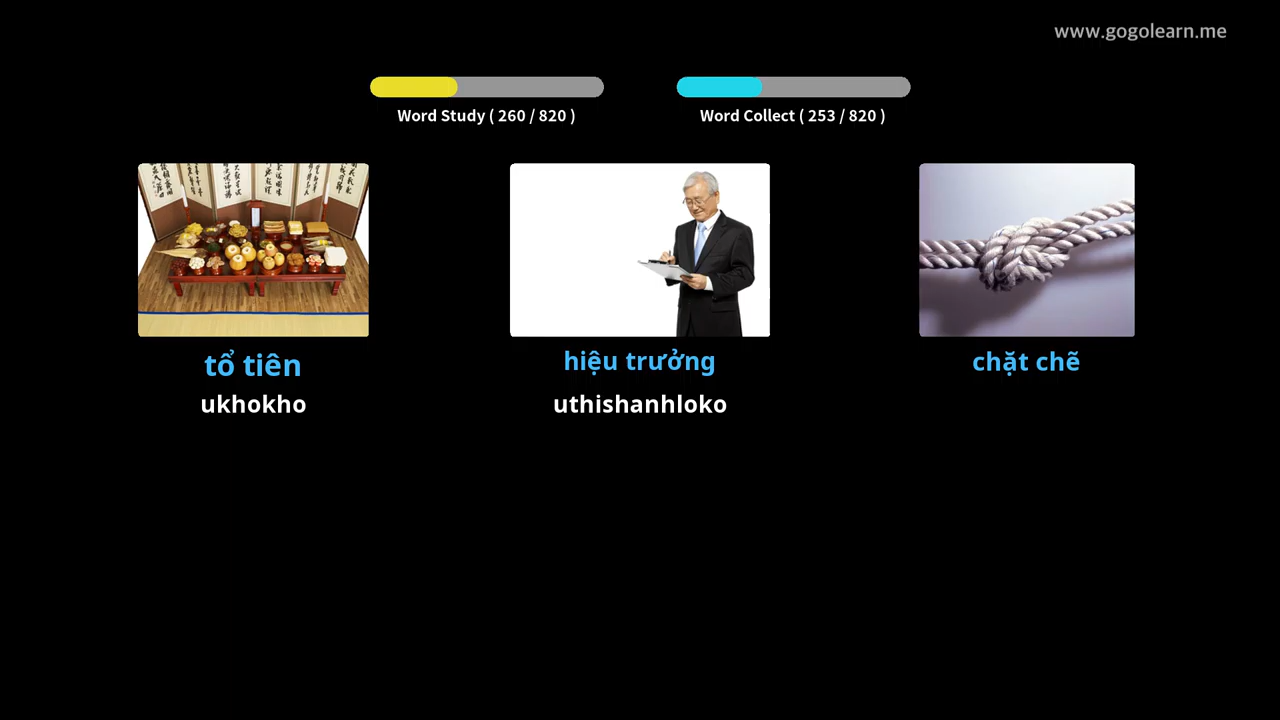 www.gogolearn.me
Word Study ( 260 / 820 )
Word Collect ( 253 / 820 )
tổ tiên
hiệu trưởng
chặt chẽ
ukhokho
uthishanhloko